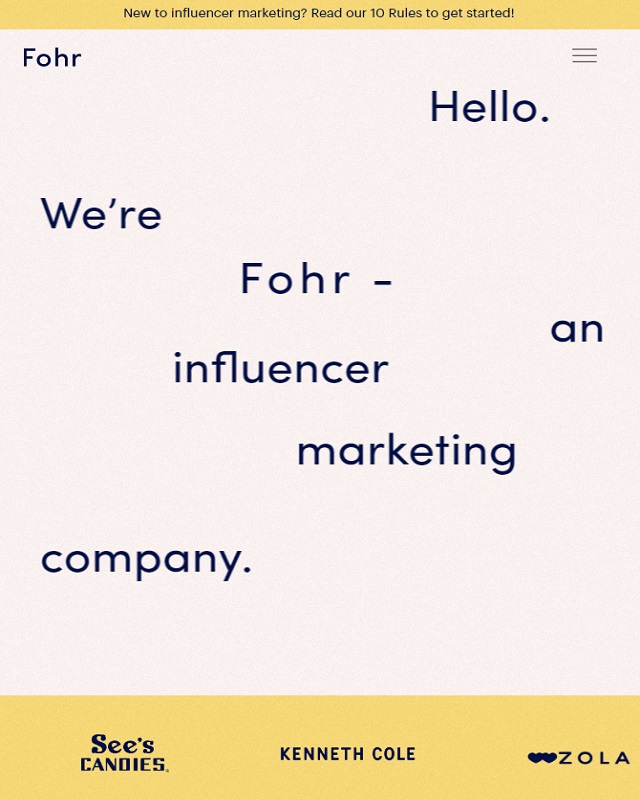 New to influencer marketing? Read our 10 Rules to get started!
Fohr
Hello.
We’re
Fohr –
an
influencer
marketing
company.
See's
CANDIES®
KENNETH COLE
ZOLA